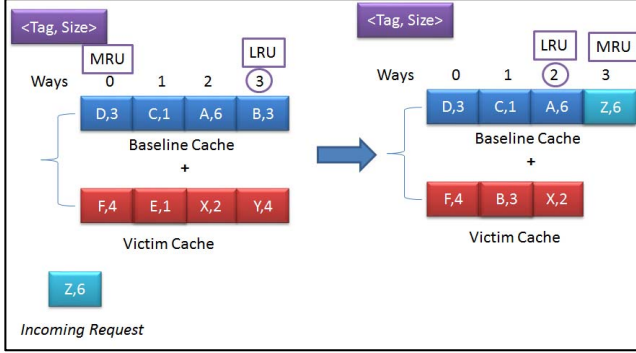 <Tag, Size>
MRU
LRU
Ways 0 1 2 3
D,3 C,1 A,6 B,3
Baseline Cache
+
F,4 E,1 X,2 Y,4
Victim Cache
Z,6
Incoming Request
<Tag, Size>
LRU
MRU
Ways 0 1 2 3
D,3 C,1 A,6 Z,6
Baseline Cache
+
F,4 B,3 X,2
Victim Cache